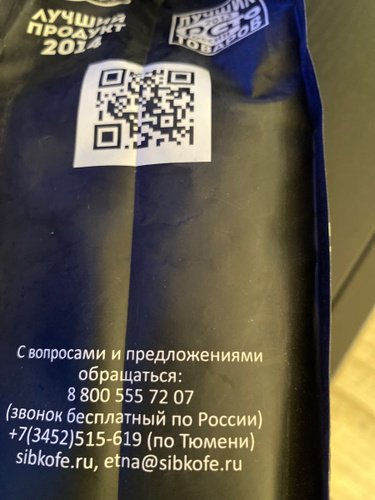 ЛУЧШИЙ
ПРОДУКТ
2014
ЛУЧШИХ
ТОВАРОВ
С вопросами и предложениями
обращаться:
8 800 555 72 07
(звонок бесплатный по России)
+7(3452)515-619 (по Тюмени)
sibkofe.ru, etna@sibkofe.ru